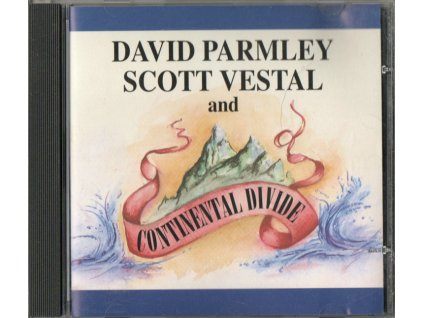 DAVID PARMLEY
SCOTT VESTAL
and
CONTINENTAL DIVIDE